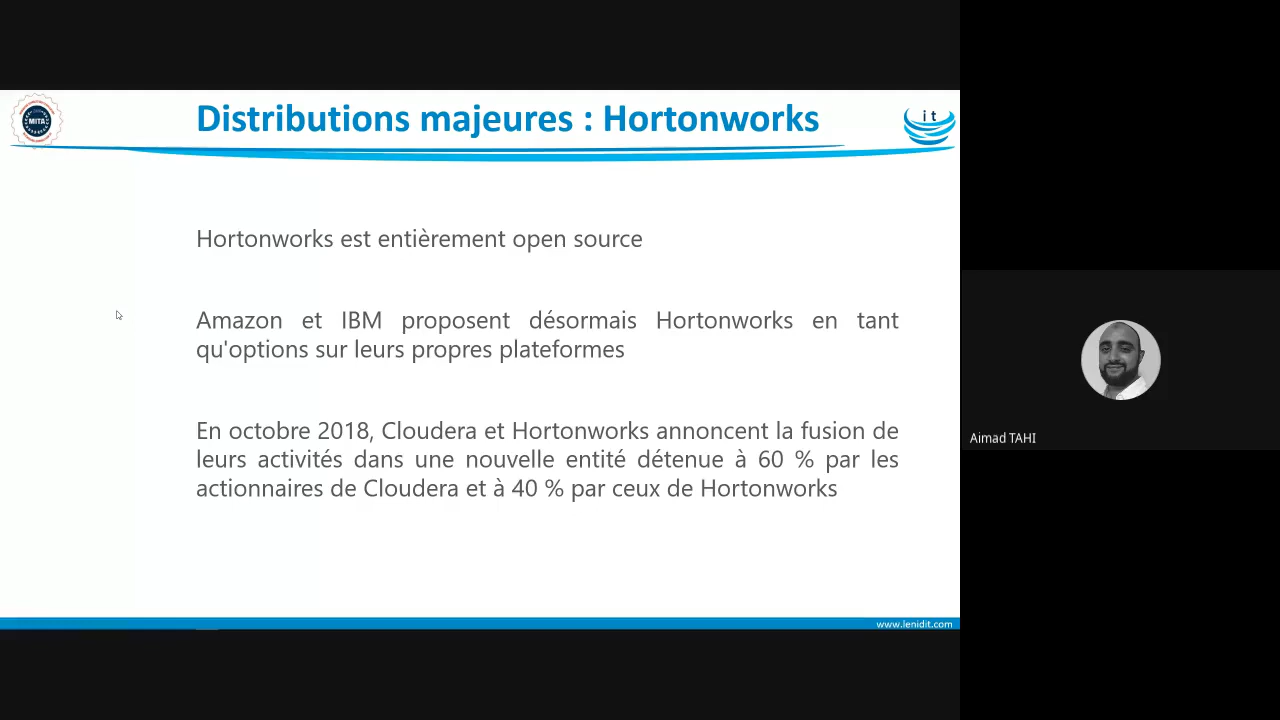 Distributions majeures : Hortonworks
MITA
it
Hortonworks est entièrement open source
Amazon et IBM proposent désormais Hortonworks en tant
qu'options sur leurs propres plateformes
En octobre 2018, Cloudera et Hortonworks annoncent la fusion de
leurs activités dans une nouvelle entité détenue à 60 % par les
actionnaires de Cloudera et à 40 % par ceux de Hortonworks
Aimad TAHI
www.lenidit.com